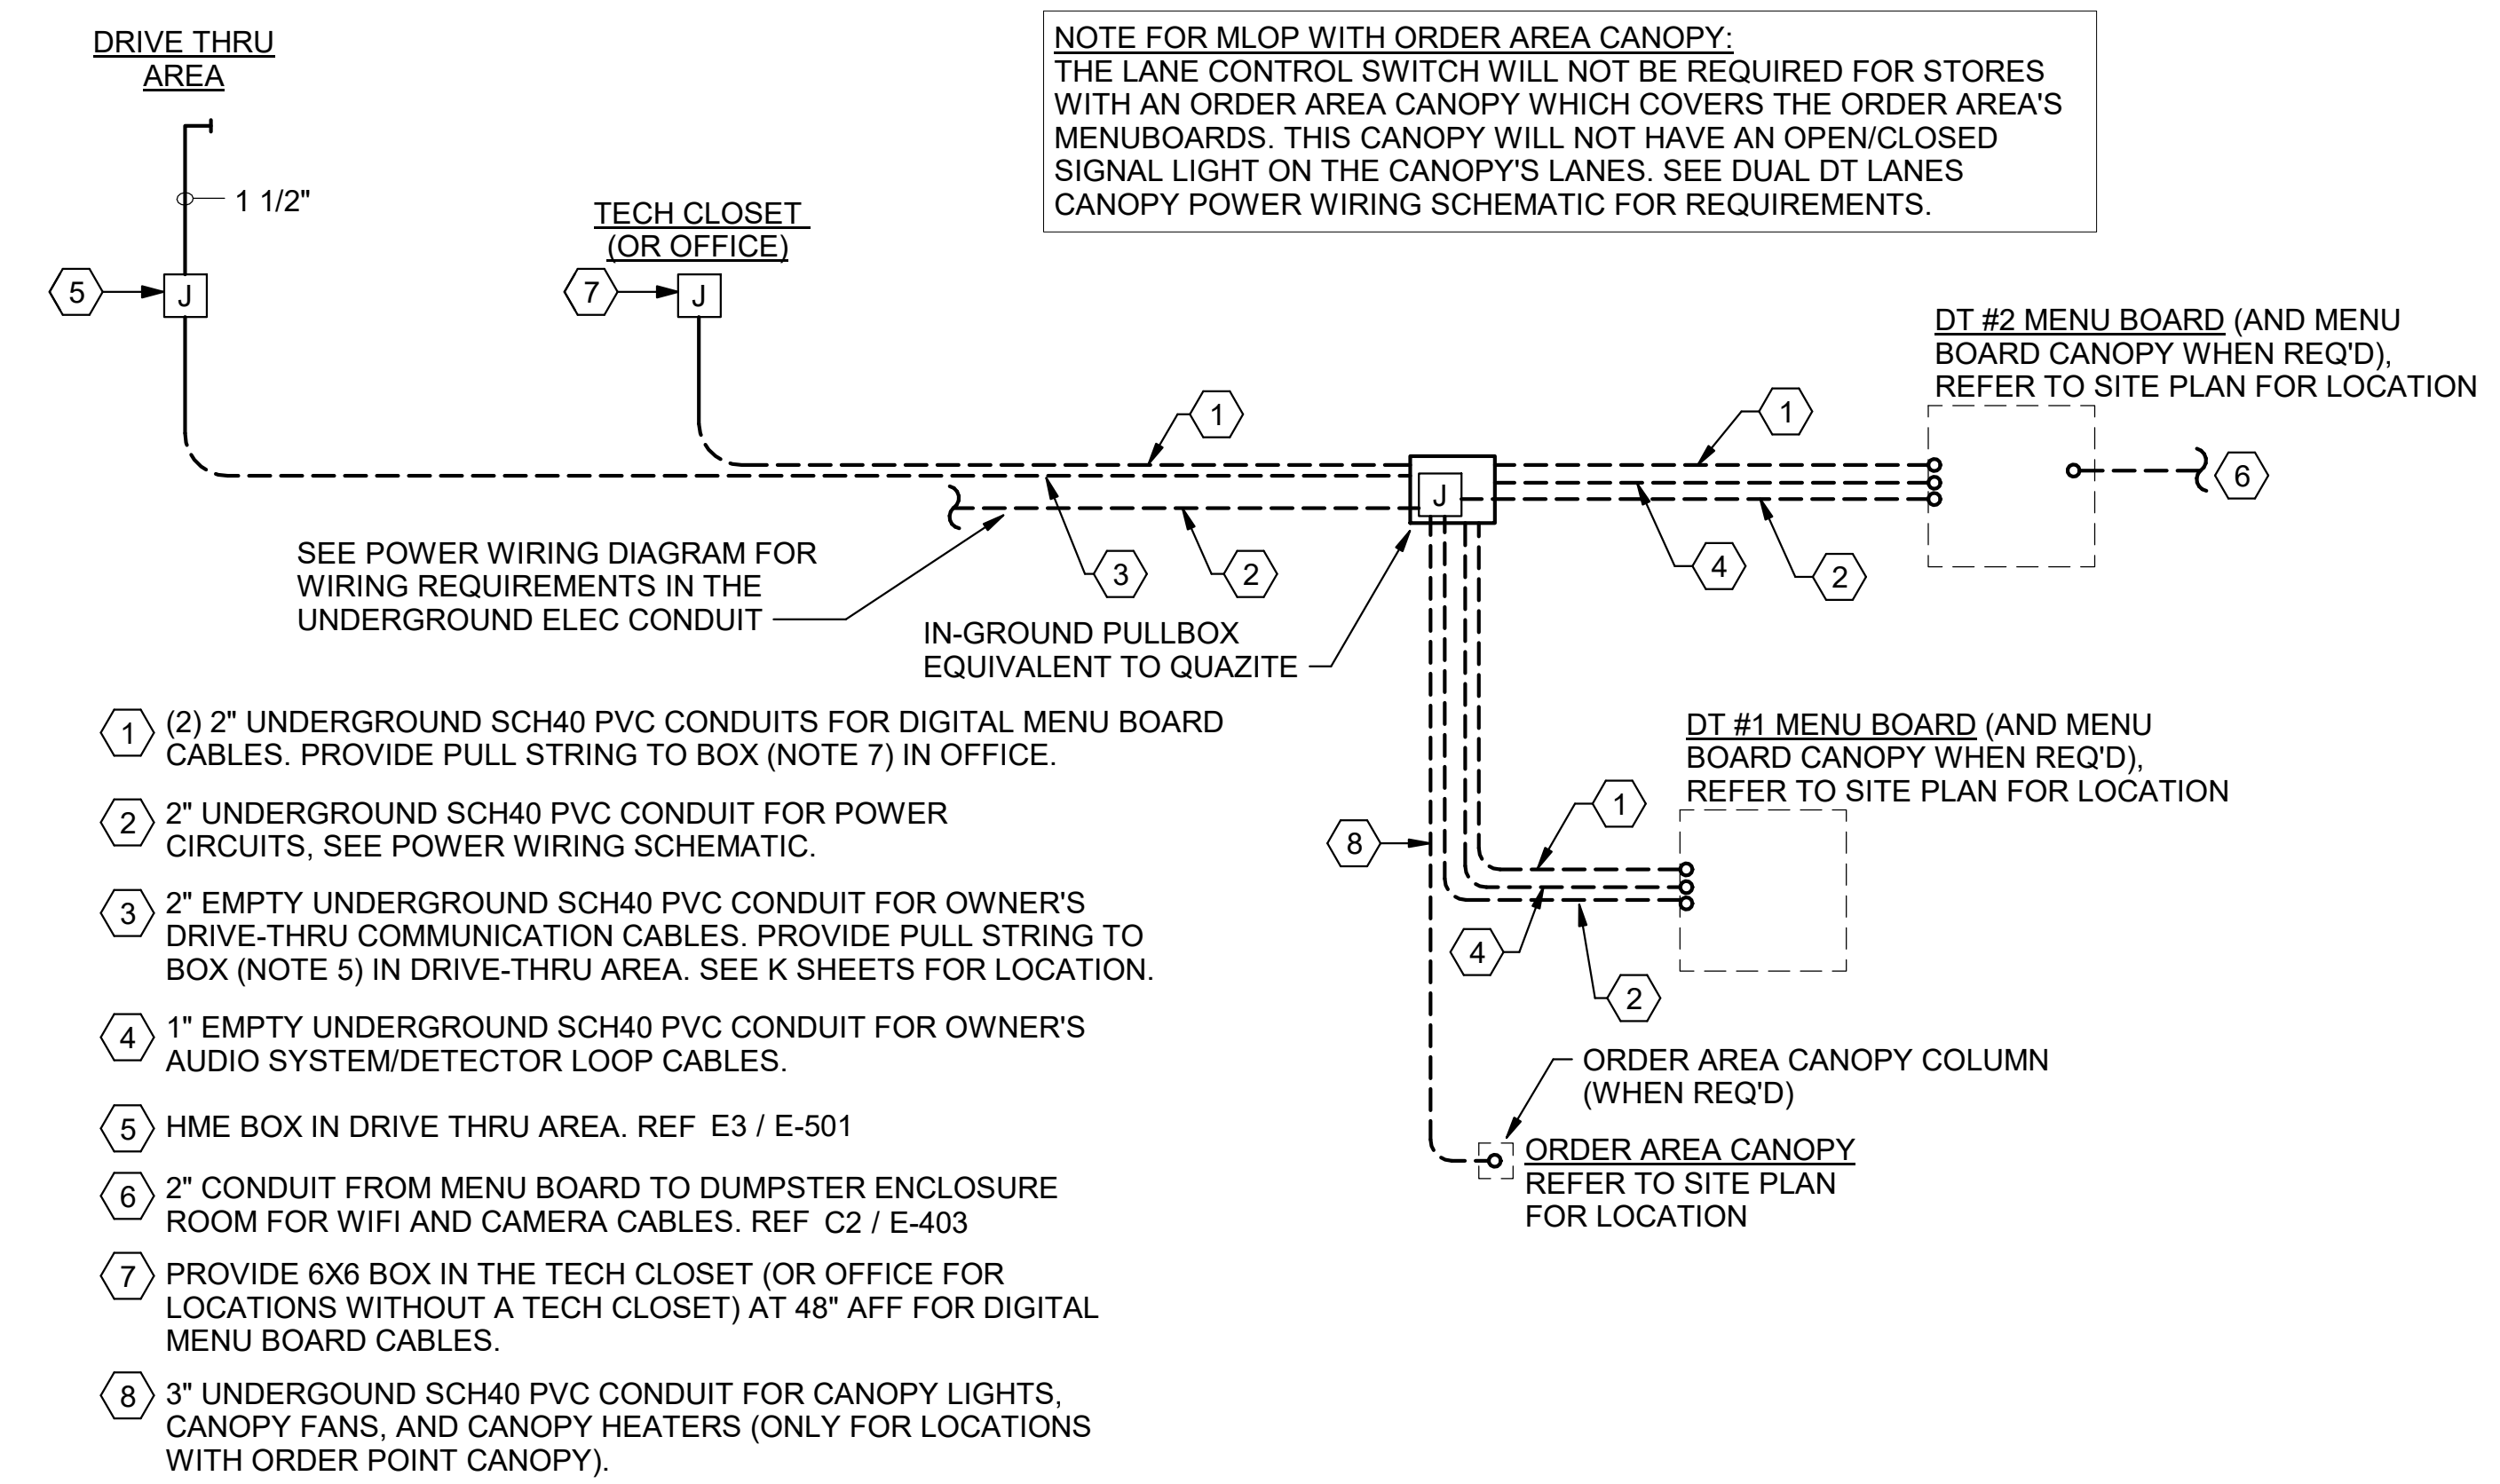 DRIVE THRU
AREA
1 1/2"
5
J
TECH CLOSET
(OR OFFICE)
7
J
NOTE FOR MLOP WITH ORDER AREA CANOPY:
THE LANE CONTROL SWITCH WILL NOT BE REQUIRED FOR STORES
WITH AN ORDER AREA CANOPY WHICH COVERS THE ORDER AREA'S
MENUBOARDS. THIS CANOPY WILL NOT HAVE AN OPEN/CLOSED
SIGNAL LIGHT ON THE CANOPY'S LANES. SEE DUAL DT LANES
CANOPY POWER WIRING SCHEMATIC FOR REQUIREMENTS.
DT #2 MENU BOARD (AND MENU
BOARD CANOPY WHEN REQ'D),
REFER TO SITE PLAN FOR LOCATION
1
1
6
J
3
2
4
2
SEE POWER WIRING DIAGRAM FOR
WIRING REQUIREMENTS IN THE
UNDERGROUND ELEC CONDUIT
IN-GROUND PULLBOX
EQUIVALENT TO QUAZITE
DT #1 MENU BOARD (AND MENU
BOARD CANOPY WHEN REQ'D),
REFER TO SITE PLAN FOR LOCATION
1
8
4
2
ORDER AREA CANOPY COLUMN
(WHEN REQ'D)
ORDER AREA CANOPY
REFER TO SITE PLAN
FOR LOCATION
1 (2) 2" UNDERGROUND SCH40 PVC CONDUITS FOR DIGITAL MENU BOARD
CABLES. PROVIDE PULL STRING TO BOX (NOTE 7) IN OFFICE.
2 2" UNDERGROUND SCH40 PVC CONDUIT FOR POWER
CIRCUITS, SEE POWER WIRING SCHEMATIC.
3 2" EMPTY UNDERGROUND SCH40 PVC CONDUIT FOR OWNER'S
DRIVE-THRU COMMUNICATION CABLES. PROVIDE PULL STRING TO
BOX (NOTE 5) IN DRIVE-THRU AREA. SEE K SHEETS FOR LOCATION.
4 1" EMPTY UNDERGROUND SCH40 PVC CONDUIT FOR OWNER'S
AUDIO SYSTEM/DETECTOR LOOP CABLES.
5 HME BOX IN DRIVE THRU AREA. REF E3 / E-501
6 2" CONDUIT FROM MENU BOARD TO DUMPSTER ENCLOSURE
ROOM FOR WIFI AND CAMERA CABLES. REF C2 / E-403
7 PROVIDE 6X6 BOX IN THE TECH CLOSET (OR OFFICE FOR
LOCATIONS WITHOUT A TECH CLOSET) AT 48" AFF FOR DIGITAL
MENU BOARD CABLES.
8 3" UNDERGOUND SCH40 PVC CONDUIT FOR CANOPY LIGHTS,
CANOPY FANS, AND CANOPY HEATERS (ONLY FOR LOCATIONS
WITH ORDER POINT CANOPY).